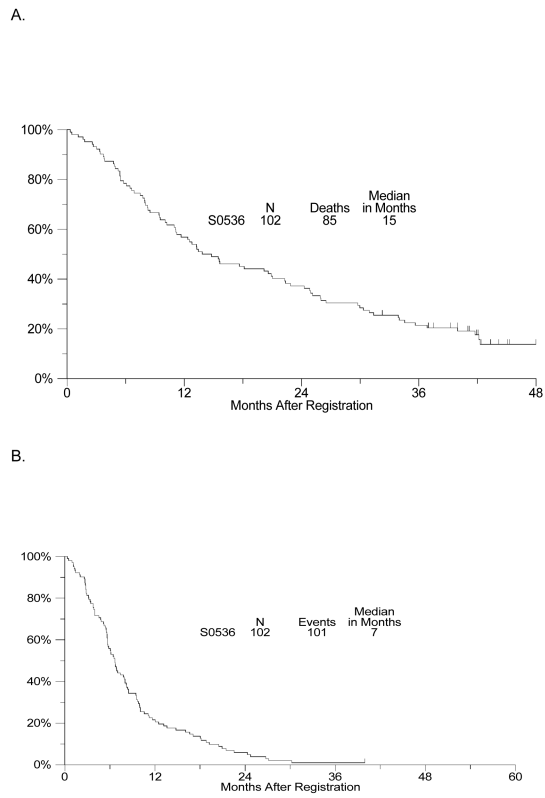 A.
100%
80%
60%
40%
20%
0%
Median
N Deaths in Months
S0536 102 85 15
0 12 24 36 48
Months After Registration
B.
100%
80%
60%
40%
20%
0%
Median
N Events in Months
S0536 102 101 7
0 12 24 36 48 60
Months After Registration